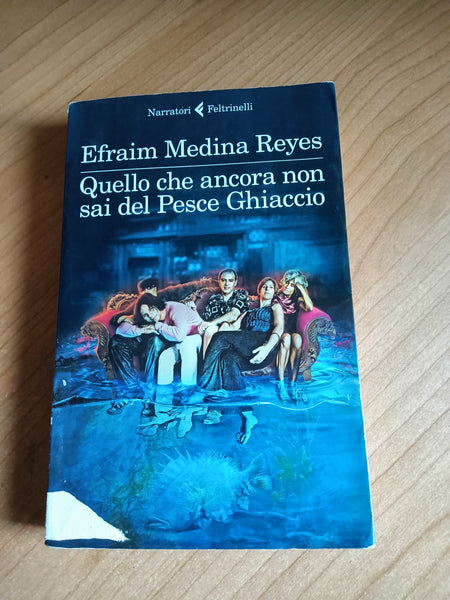 Narratori Feltrinelli
Efraim Medina Reyes
Quello che ancora non
sai del Pesce Ghiaccio